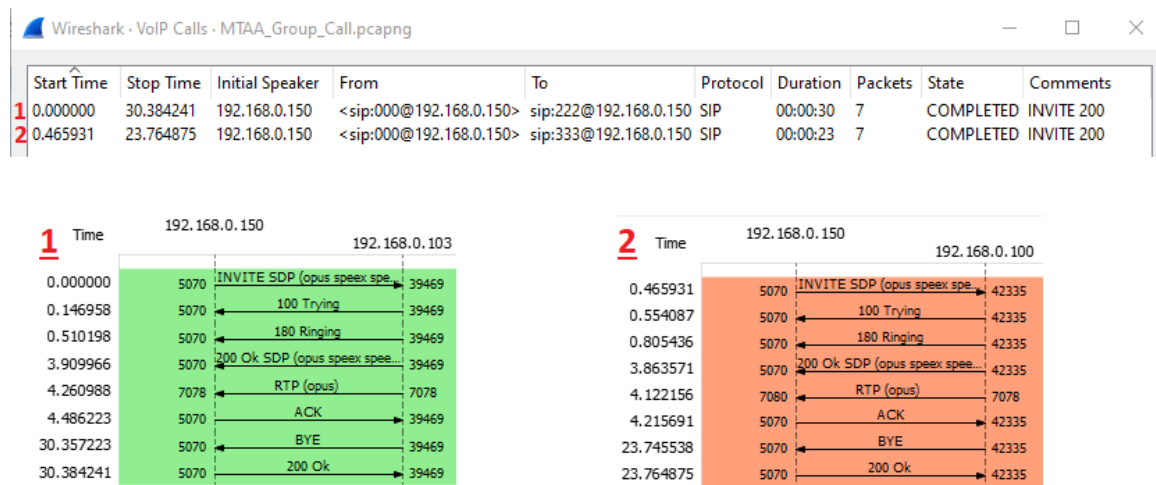 Wireshark · VoIP Calls · MTAA_Group_Call.pcapng
Start Time Stop Time Initial Speaker From To Protocol Duration Packets State Comments
1 0.000000 30.384241 192.168.0.150 <sip:000@192.168.0.150> sip:222@192.168.0.150 SIP 00:00:30 7 COMPLETED INVITE 200
2 0.465931 23.764875 192.168.0.150 <sip:000@192.168.0.150> sip:333@192.168.0.150 SIP 00:00:23 7 COMPLETED INVITE 200
1 Time 192.168.0.150 192.168.0.103
0.000000 5070 INVITE SDP (opus speex spe... 39469
0.146958 5070 100 Trying 39469
0.510198 5070 180 Ringing 39469
3.909966 5070 200 Ok SDP (opus speex spee... 39469
4.260988 7078 RTP (opus) 7078
4.486223 5070 ACK 39469
30.357223 5070 BYE 39469
30.384241 5070 200 Ok 39469
2 Time 192.168.0.150 192.168.0.100
0.465931 5070 INVITE SDP (opus speex spe... 42335
0.554087 5070 100 Trying 42335
0.805436 5070 180 Ringing 42335
3.863571 5070 200 Ok SDP (opus speex spee... 42335
4.122156 7080 RTP (opus) 7078
4.215691 5070 ACK 42335
23.745538 5070 BYE 42335
23.764875 5070 200 Ok 42335